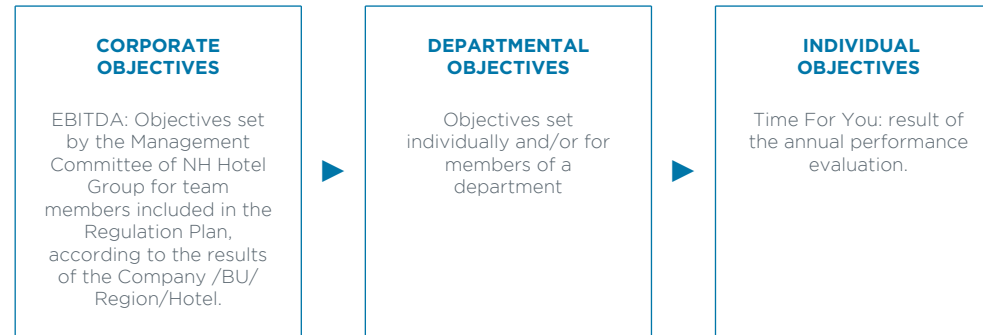 CORPORATE
OBJECTIVES
EBITDA: Objectives set
by the Management
Committee of NH Hotel
Group for team
members included in the
Regulation Plan,
according to the results
of the Company /BU/
Region/Hotel.
DEPARTMENTAL
OBJECTIVES
Objectives set
individually and/or for
members of a
department
INDIVIDUAL
OBJECTIVES
Time For You: result of
the annual performance
evaluation.